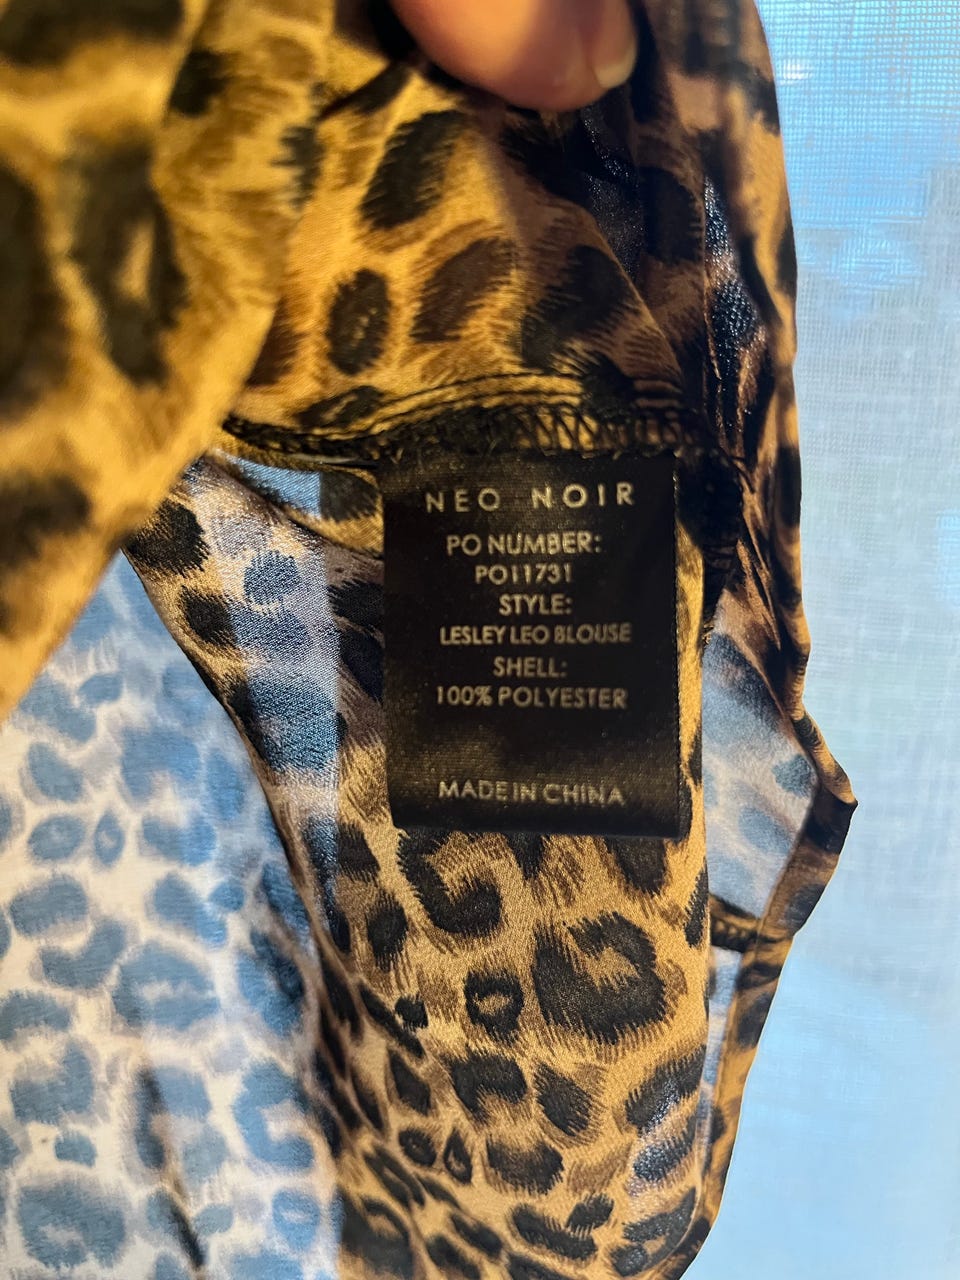 NEO NOIR
PO NUMBER:
PO11731
STYLE:
LESLEY LEO BLOUSE
SHELL:
100% POLYESTER
MADE IN CHINA